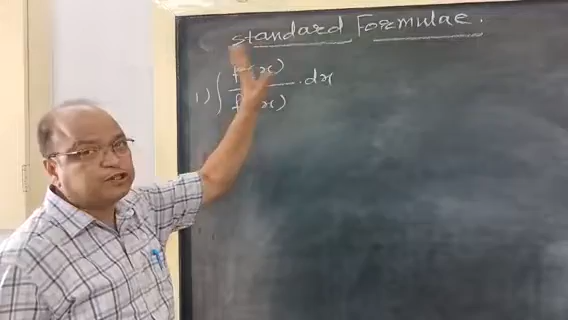 Standard Formulae.
f(x)
1) ∫ ——— . dx
f(x)